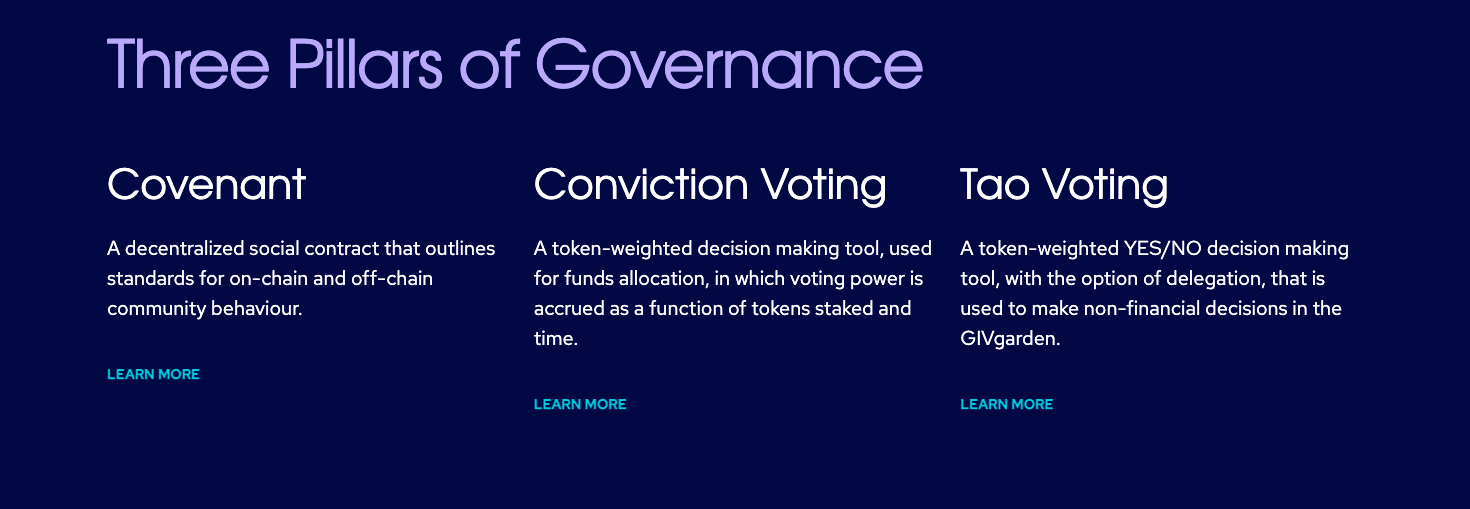 Three Pillars of Governance
Covenant
A decentralized social contract that outlines
standards for on-chain and off-chain
community behaviour.
LEARN MORE
Conviction Voting
A token-weighted decision making tool, used
for funds allocation, in which voting power is
accrued as a function of tokens staked and
time.
LEARN MORE
Tao Voting
A token-weighted YES/NO decision making
tool, with the option of delegation, that is
used to make non-financial decisions in the
GIVgarden.
LEARN MORE